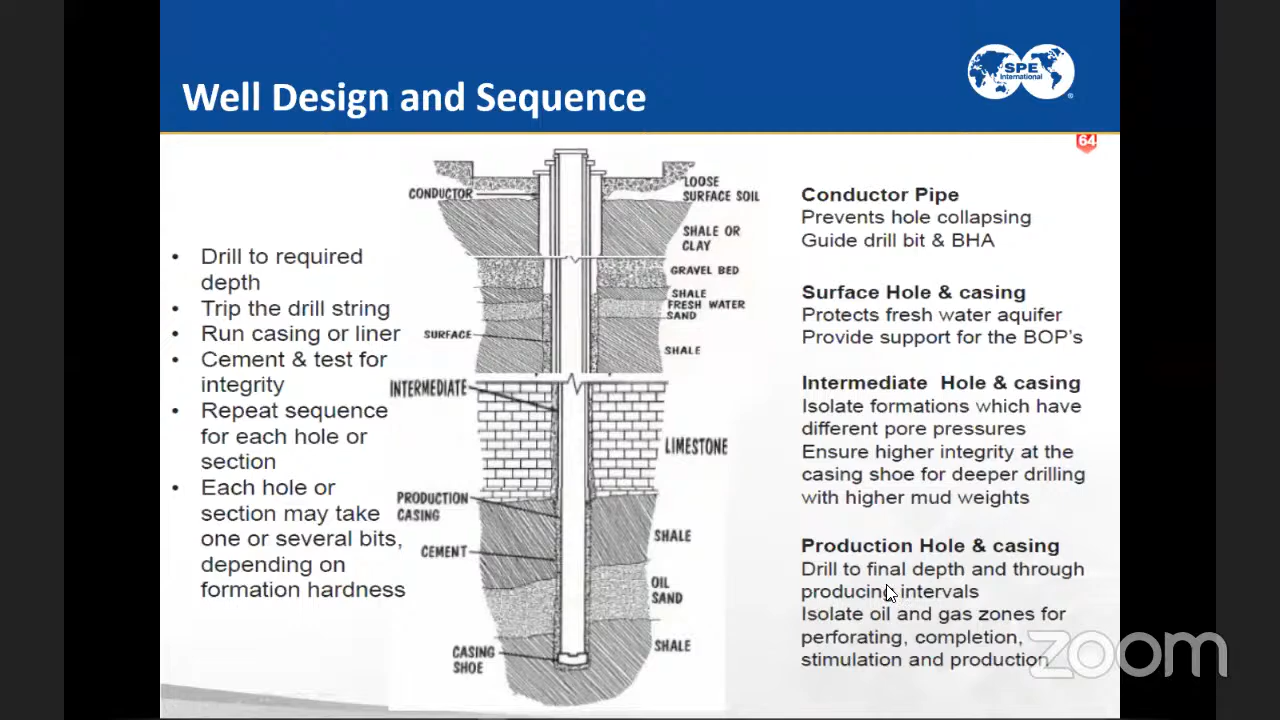 Well Design and Sequence
SPE
International
®
64
• Drill to required
depth
• Trip the drill string
• Run casing or liner
• Cement & test for
integrity
• Repeat sequence
for each hole or
section
• Each hole or
section may take
one or several bits,
depending on
formation hardness
CONDUCTOR
LOOSE
SURFACE SOIL
SHALE OR
CLAY
GRAVEL BED
SHALE
FRESH WATER
SAND
SURFACE
SHALE
INTERMEDIATE
LIMESTONE
PRODUCTION
CASING
SHALE
CEMENT
OIL
SAND
SHALE
CASING
SHOE
Conductor Pipe
Prevents hole collapsing
Guide drill bit & BHA
Surface Hole & casing
Protects fresh water aquifer
Provide support for the BOP's
Intermediate Hole & casing
Isolate formations which have
different pore pressures
Ensure higher integrity at the
casing shoe for deeper drilling
with higher mud weights
Production Hole & casing
Drill to final depth and through
producing intervals
Isolate oil and gas zones for
perforating, completion,
stimulation and production
zoom